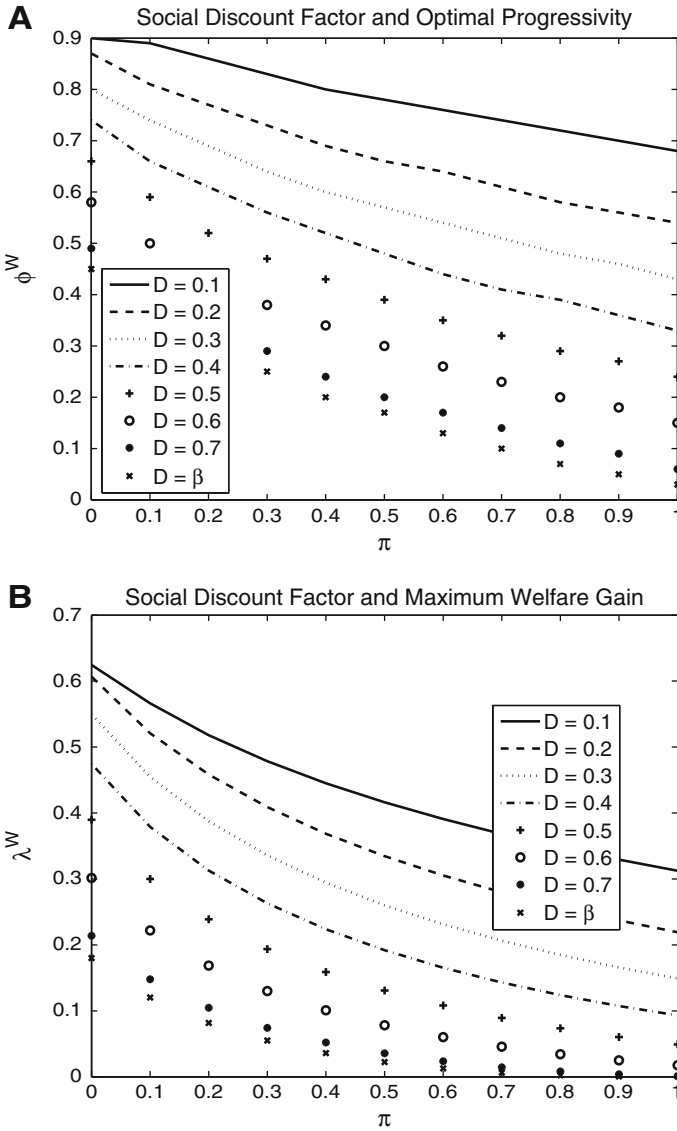 A
Social Discount Factor and Optimal Progressivity
0.9
0.8
0.7
0.6
0.5
0.4
0.3
0.2
0.1
0
ϕᵂ
D = 0.1
D = 0.2
D = 0.3
D = 0.4
D = 0.5
D = 0.6
D = 0.7
D = β
0 0.1 0.2 0.3 0.4 0.5 0.6 0.7 0.8 0.9 1
π
B
Social Discount Factor and Maximum Welfare Gain
0.7
0.6
0.5
0.4
0.3
0.2
0.1
0
λᵂ
D = 0.1
D = 0.2
D = 0.3
D = 0.4
D = 0.5
D = 0.6
D = 0.7
D = β
0 0.1 0.2 0.3 0.4 0.5 0.6 0.7 0.8 0.9 1
π